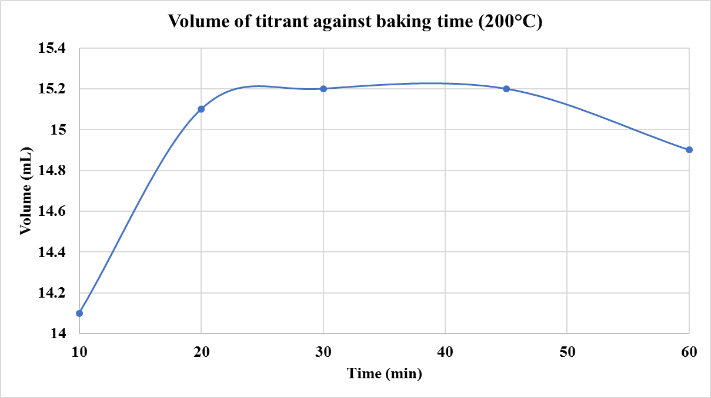 Volume of titrant against baking time (200°C)
15.4
15.2
15
14.8
14.6
14.4
14.2
14
Volume (mL)
10 20 30 40 50 60
Time (min)